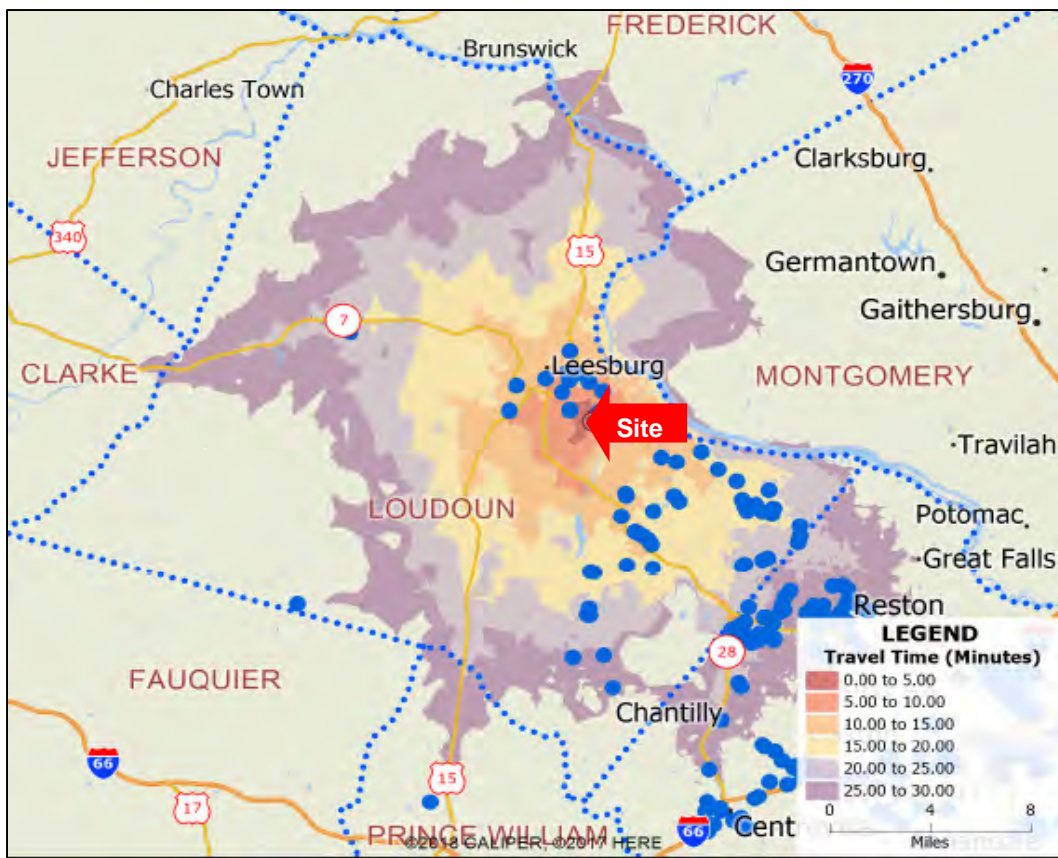 FREDERICK
Brunswick
270
Charles Town
JEFFERSON
Clarksburg
340
15
Germantown
Gaithersburg
7
CLARKE
Leesburg
MONTGOMERY
Site
Travilah
LOUDOUN
Potomac
Great Falls
Reston
LEGEND
Travel Time (Minutes)
0.00 to 5.00
5.00 to 10.00
10.00 to 15.00
15.00 to 20.00
20.00 to 25.00
25.00 to 30.00
0 4 8
Miles
28
FAUQUIER
Chantilly
66
15
17
PRINCE WILLIAM
66
Cent
©2018 CALIPER; ©2017 HERE